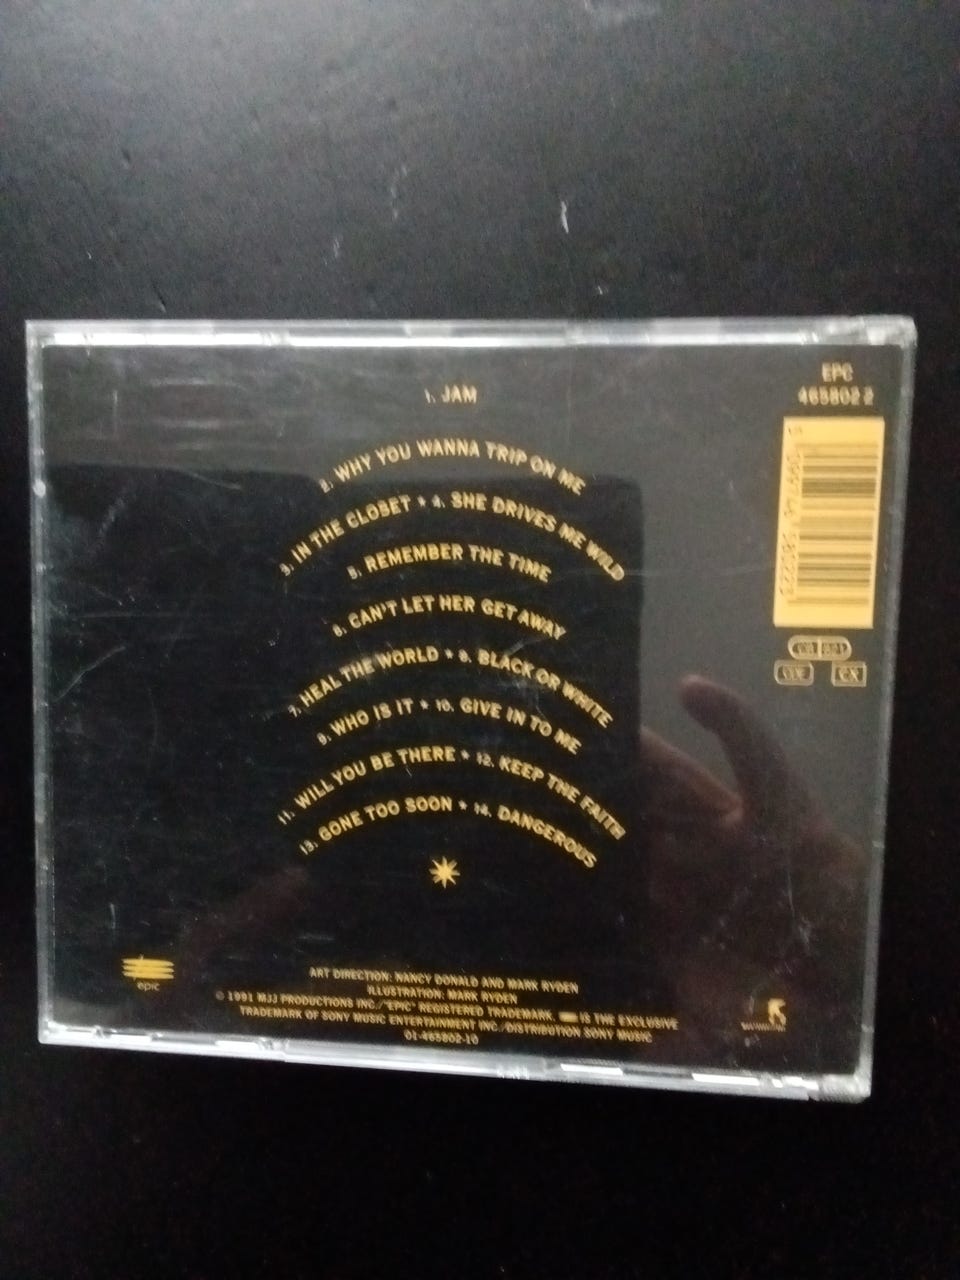 1. JAM
2. WHY YOU WANNA TRIP ON ME
3. IN THE CLOSET * 4. SHE DRIVES ME WILD
5. REMEMBER THE TIME
6. CAN'T LET HER GET AWAY
7. HEAL THE WORLD * 8. BLACK OR WHITE
9. WHO IS IT * 10. GIVE IN TO ME
11. WILL YOU BE THERE * 12. KEEP THE FAITH
13. GONE TOO SOON * 14. DANGEROUS
EPC
465802 2
epic
ART DIRECTION: NANCY DONALD AND MARK RYDEN
ILLUSTRATION: MARK RYDEN
© 1991 MJJ PRODUCTIONS INC./"EPIC" REGISTERED TRADEMARK. IS THE EXCLUSIVE
TRADEMARK OF SONY MUSIC ENTERTAINMENT INC./DISTRIBUTION SONY MUSIC
01-465802-10